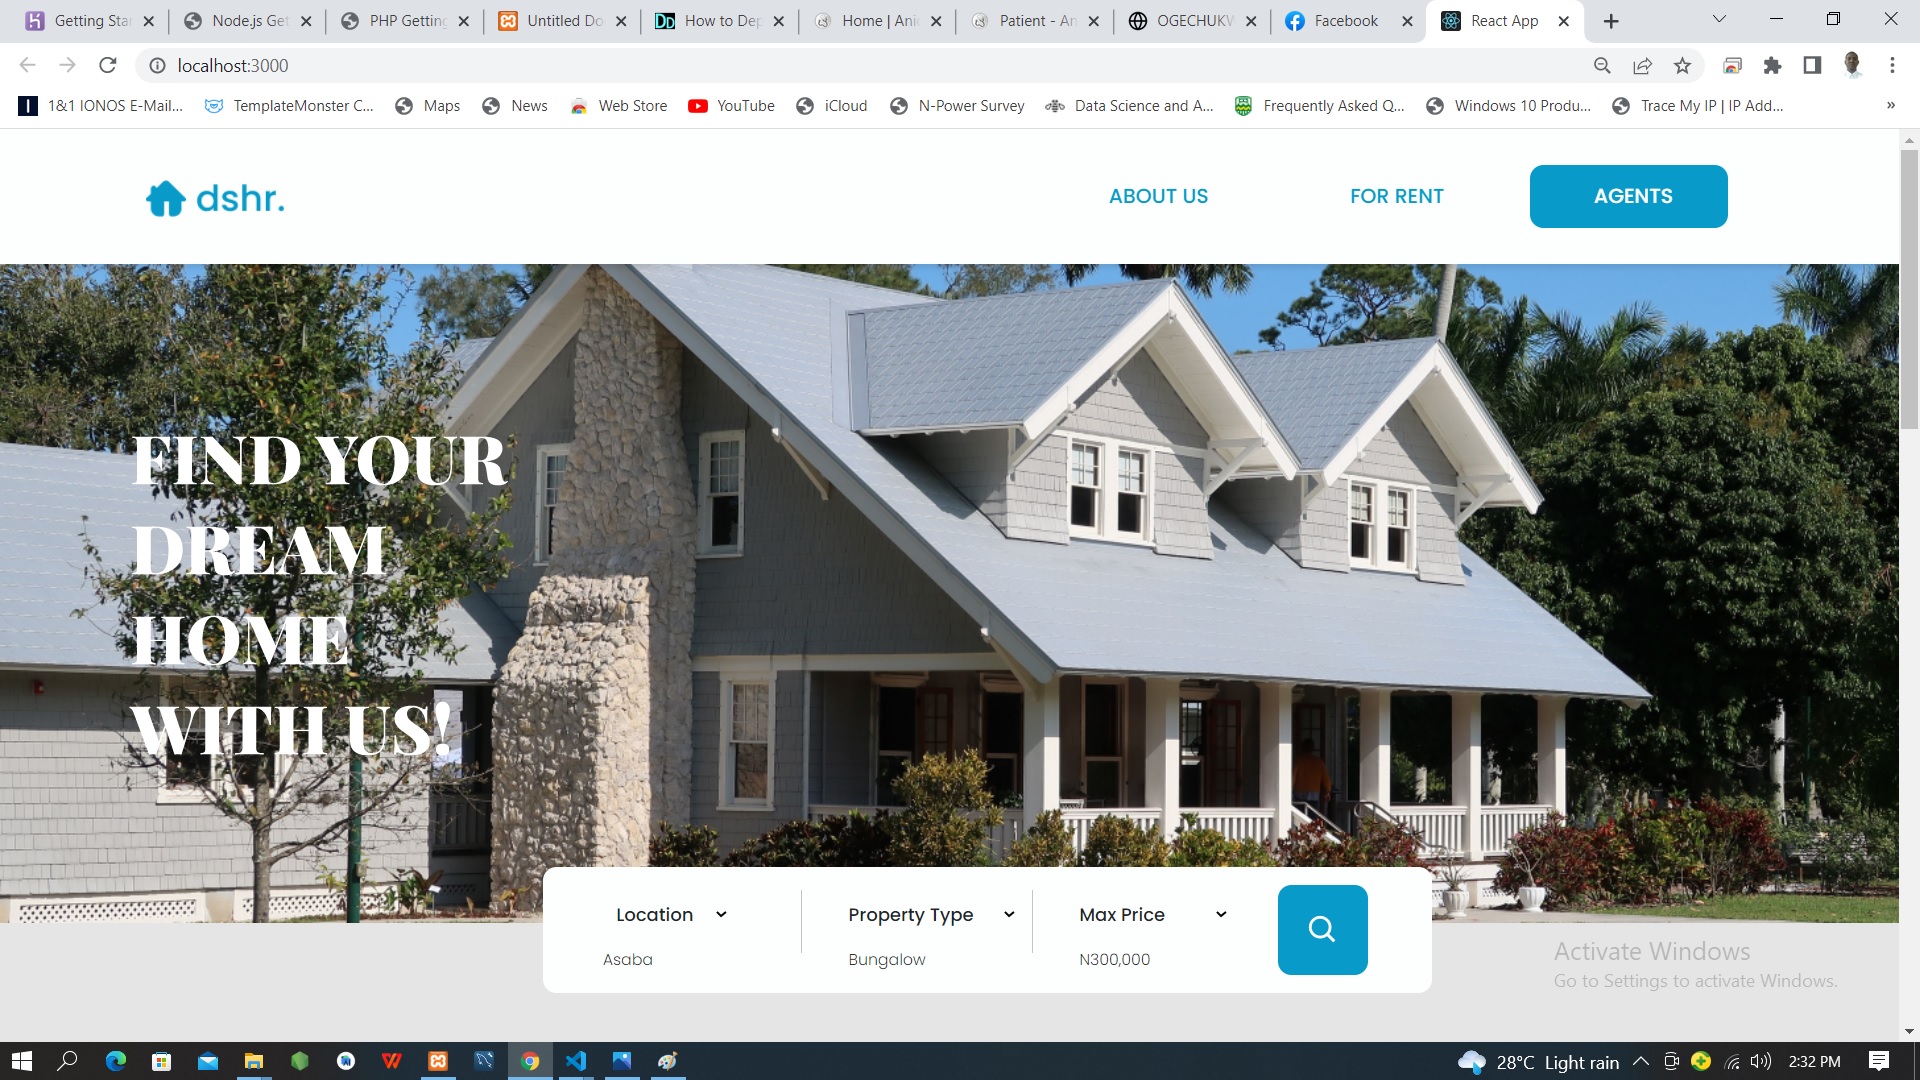 Getting Sta
Node.js Get
PHP Getting
Untitled Do
How to Dep
Home | Ani
Patient - An
OGECHUKW
Facebook
React App
localhost:3000
1&1 IONOS E-Mail...
TemplateMonster C...
Maps
News
Web Store
YouTube
iCloud
N-Power Survey
Data Science and A...
Frequently Asked Q...
Windows 10 Produ...
Trace My IP | IP Add...
»
dshr.
ABOUT US
FOR RENT
AGENTS
FIND YOUR
DREAM
HOME
WITH US!
Location
Property Type
Max Price
Asaba
Bungalow
N300,000
Activate Windows
Go to Settings to activate Windows.
28°C Light rain
2:32 PM